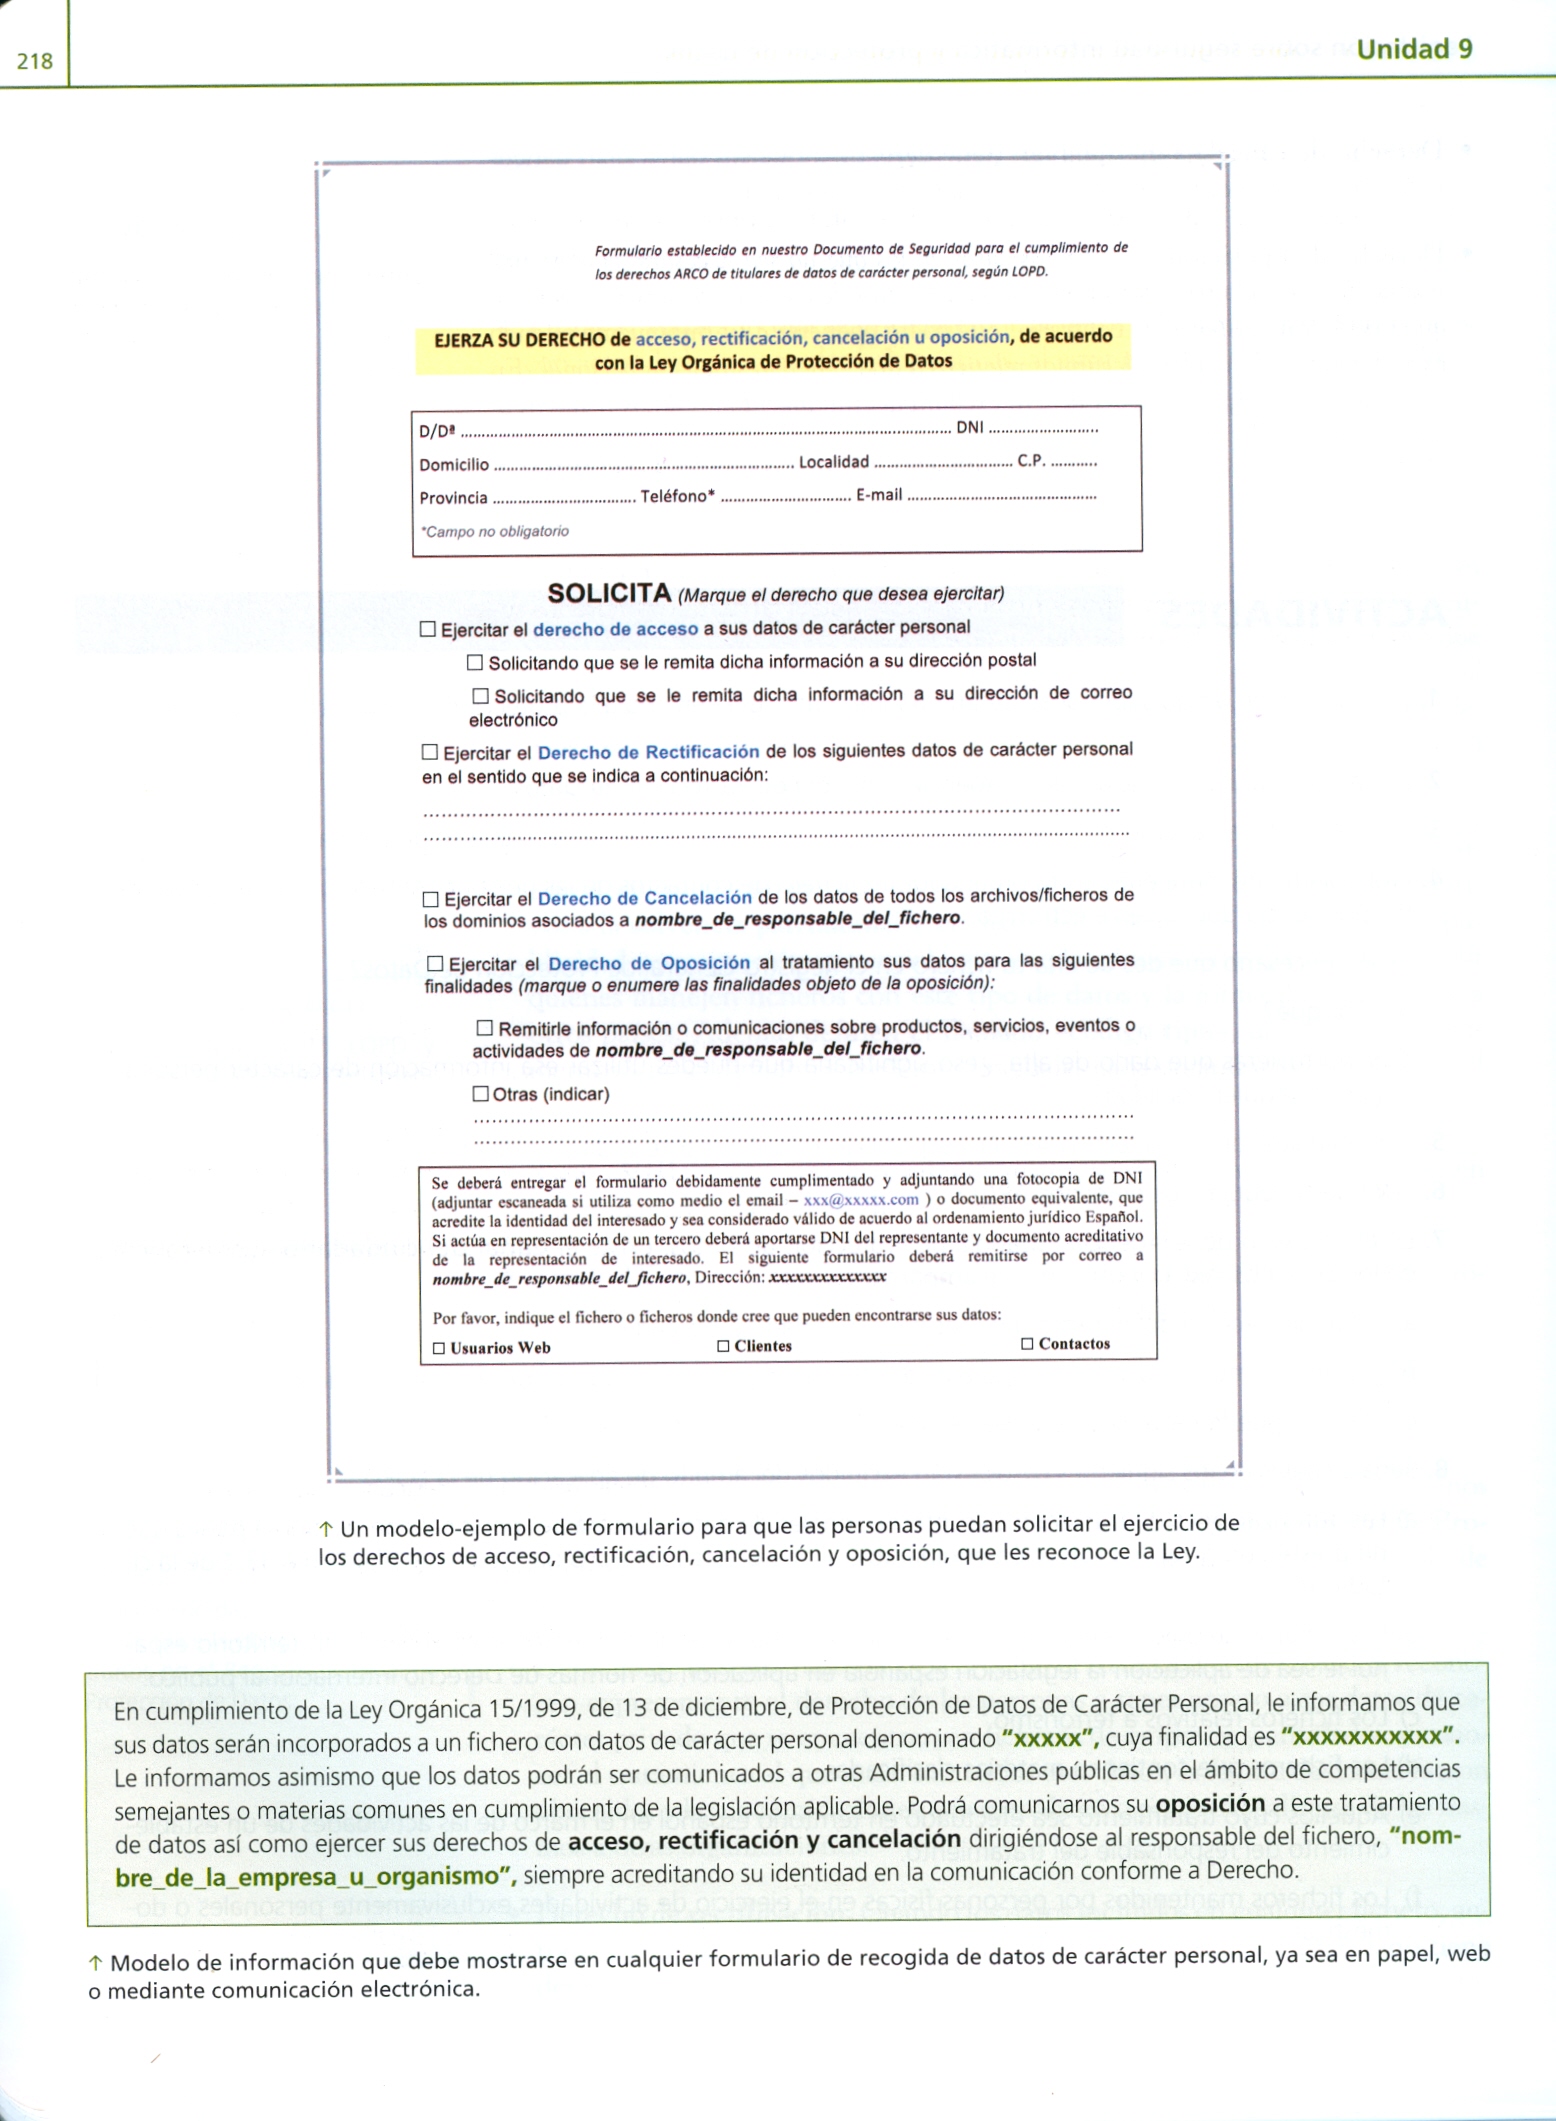 218
Unidad 9
Formulario establecido en nuestro Documento de Seguridad para el cumplimiento de
los derechos ARCO de titulares de datos de carácter personal, según LOPD.
EJERZA SU DERECHO de acceso, rectificación, cancelación u oposición, de acuerdo
con la Ley Orgánica de Protección de Datos
D/Dª ........................................ DNI ..........................
Domicilio ........................................ Localidad ................................. C.P. ...........
Provincia .................................. Teléfono* ............................... E-mail .............................................
*Campo no obligatorio
SOLICITA (Marque el derecho que desea ejercitar)
☐ Ejercitar el derecho de acceso a sus datos de carácter personal
☐ Solicitando que se le remita dicha información a su dirección postal
☐ Solicitando que se le remita dicha información a su dirección de correo
electrónico
☐ Ejercitar el Derecho de Rectificación de los siguientes datos de carácter personal
en el sentido que se indica a continuación:
................................................................................
................................................................................
☐ Ejercitar el Derecho de Cancelación de los datos de todos los archivos/ficheros de
los dominios asociados a nombre_de_responsable_del_fichero.
☐ Ejercitar el Derecho de Oposición al tratamiento sus datos para las siguientes
finalidades (marque o enumere las finalidades objeto de la oposición):
☐ Remitirle información o comunicaciones sobre productos, servicios, eventos o
actividades de nombre_de_responsable_del_fichero.
☐ Otras (indicar)
................................................................................
................................................................................
Se deberá entregar el formulario debidamente cumplimentado y adjuntando una fotocopia de DNI
(adjuntar escaneada si utiliza como medio el email – xxx@xxxxx.com ) o documento equivalente, que
acredite la identidad del interesado y sea considerado válido de acuerdo al ordenamiento jurídico Español.
Si actúa en representación de un tercero deberá aportarse DNI del representante y documento acreditativo
de la representación de interesado. El siguiente formulario deberá remitirse por correo a
nombre_de_responsable_del_fichero, Dirección: xxxxxxxxxxxxxx
Por favor, indique el fichero o ficheros donde cree que pueden encontrarse sus datos:
☐ Usuarios Web ☐ Clientes ☐ Contactos
↑ Un modelo-ejemplo de formulario para que las personas puedan solicitar el ejercicio de
los derechos de acceso, rectificación, cancelación y oposición, que les reconoce la Ley.
En cumplimiento de la Ley Orgánica 15/1999, de 13 de diciembre, de Protección de Datos de Carácter Personal, le informamos que
sus datos serán incorporados a un fichero con datos de carácter personal denominado “xxxxx”, cuya finalidad es “xxxxxxxxxxx”.
Le informamos asimismo que los datos podrán ser comunicados a otras Administraciones públicas en el ámbito de competencias
semejantes o materias comunes en cumplimiento de la legislación aplicable. Podrá comunicarnos su oposición a este tratamiento
de datos así como ejercer sus derechos de acceso, rectificación y cancelación dirigiéndose al responsable del fichero, “nom-
bre_de_la_empresa_u_organismo”, siempre acreditando su identidad en la comunicación conforme a Derecho.
↑ Modelo de información que debe mostrarse en cualquier formulario de recogida de datos de carácter personal, ya sea en papel, web
o mediante comunicación electrónica.